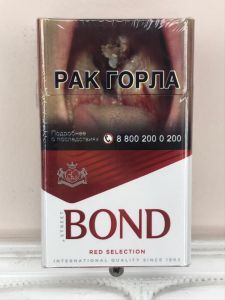 РАК ГОРЛА
Подробнее
о последствиях 8 800 200 0 200
STREET
BOND
RED SELECTION
INTERNATIONAL QUALITY SINCE 1902